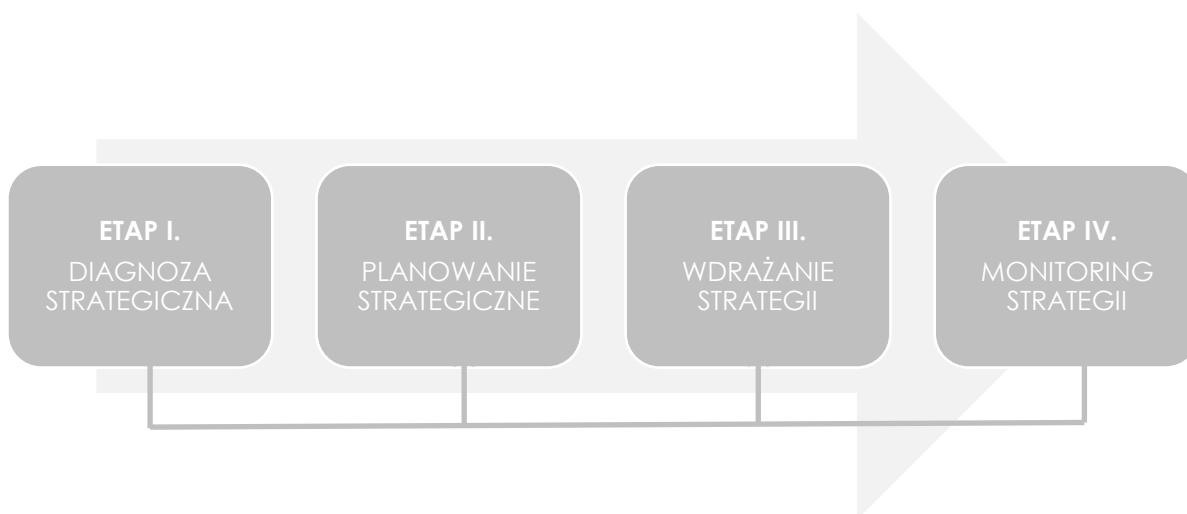 ETAP I.
DIAGNOZA
STRATEGICZNA
ETAP II.
PLANOWANIE
STRATEGICZNE
ETAP III.
WDRAŻANIE
STRATEGII
ETAP IV.
MONITORING
STRATEGII